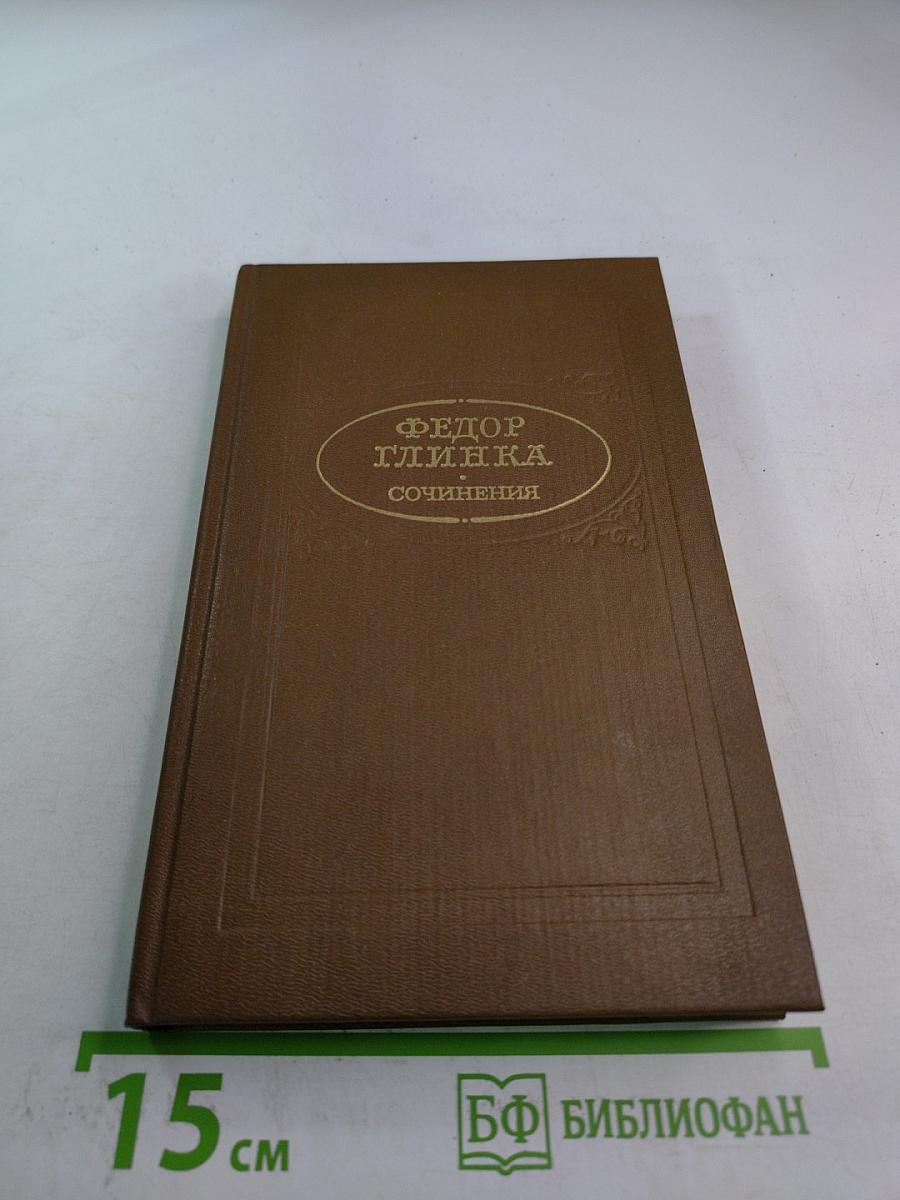 ФЕДОР
ГЛИНКА
СОЧИНЕНИЯ
15 см
БФ БИБЛИОФАН